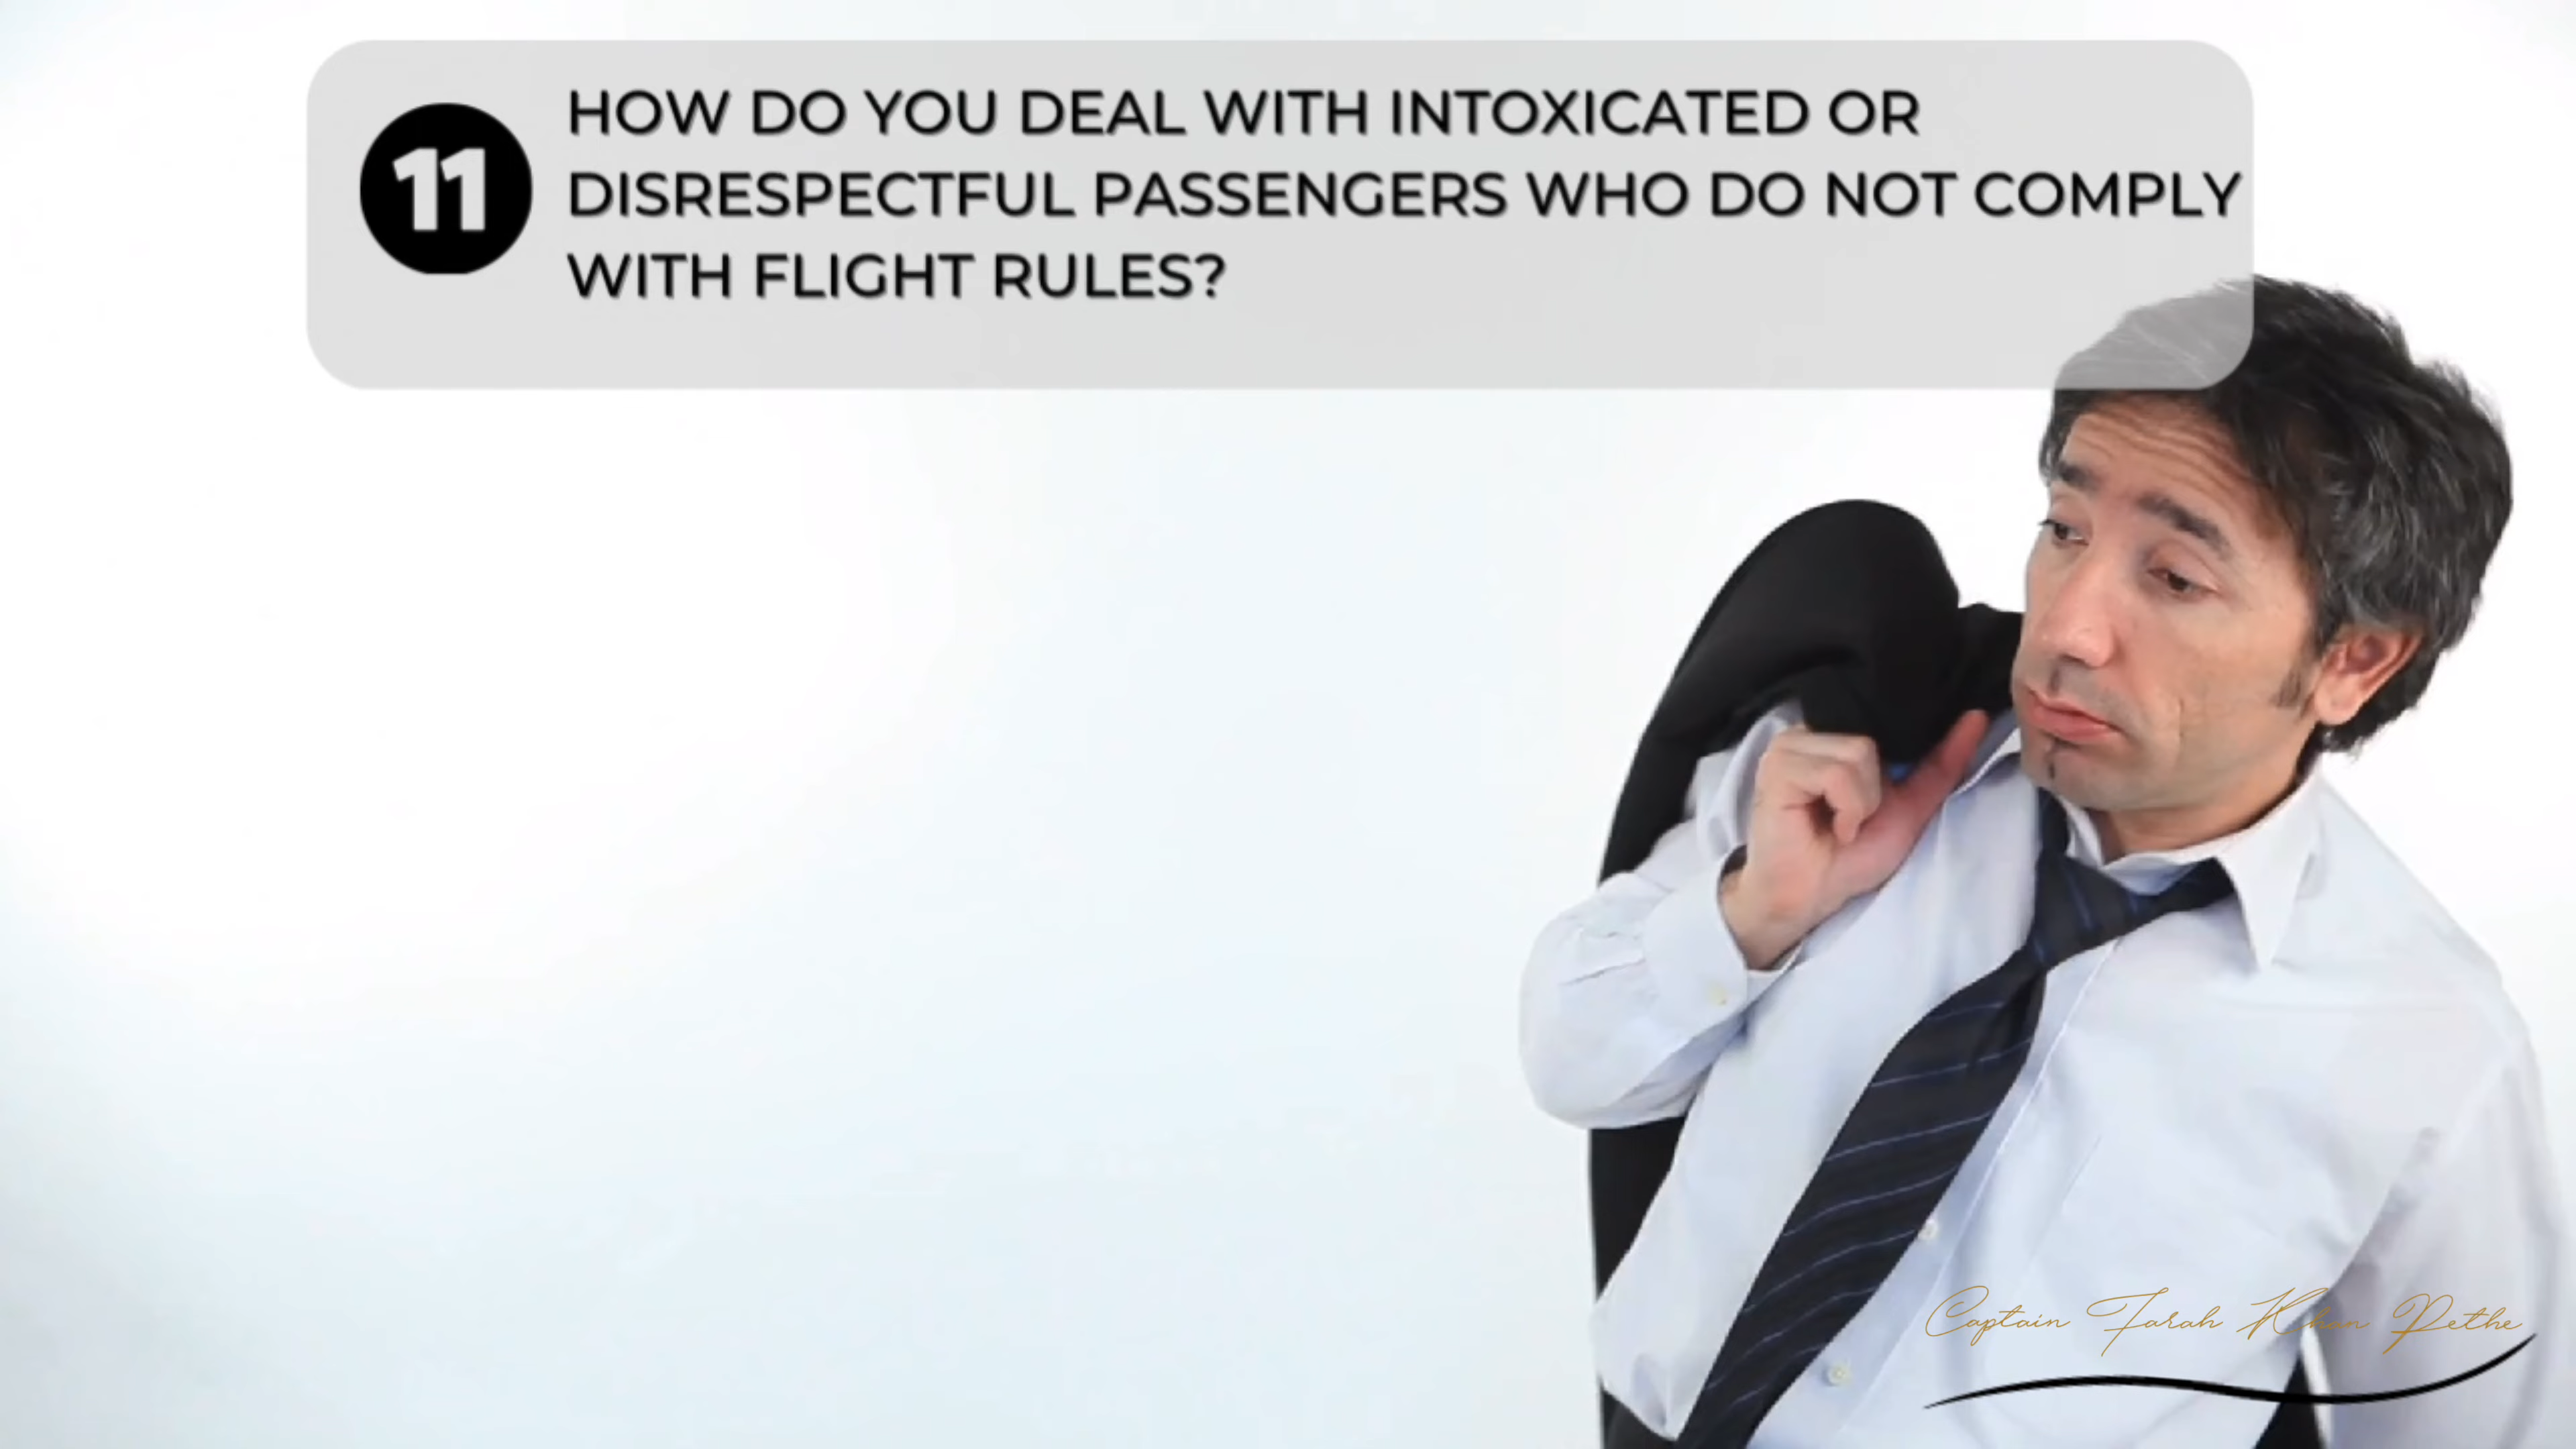 11
HOW DO YOU DEAL WITH INTOXICATED OR
DISRESPECTFUL PASSENGERS WHO DO NOT COMPLY
WITH FLIGHT RULES?
Captain Farah Khan Pethe